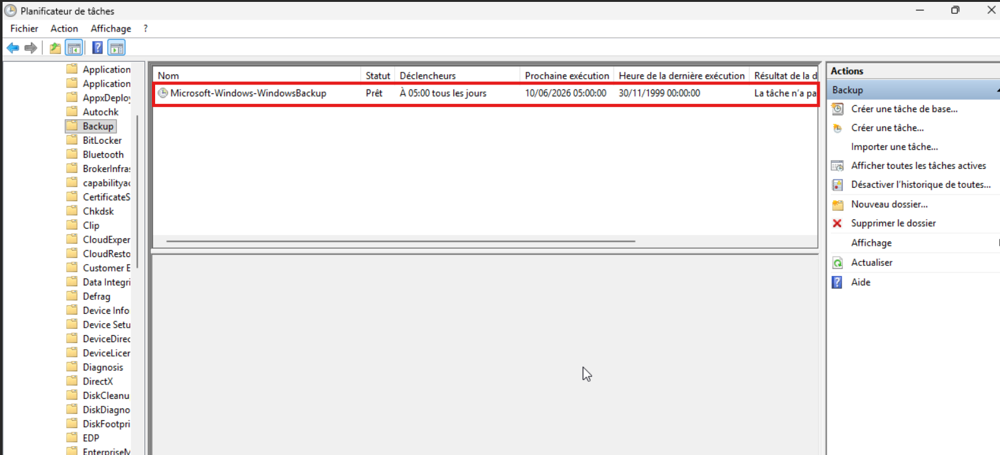 Planificateur de tâches
Fichier Action Affichage ?
Application
Application
AppxDeploy
Autochk
Backup
BitLocker
Bluetooth
BrokerInfras
capabilityac
CertificateS
Chkdsk
Clip
CloudExper
CloudResto
Customer E
Data Integri
Defrag
Device Info
Device Setu
DeviceDirec
DeviceLicen
Diagnosis
DirectX
DiskCleanu
DiskDiagno
DiskFootpri
EDP
EnterpriseM
Nom Statut Déclencheurs Prochaine exécution Heure de la dernière exécution Résultat de la d
Microsoft-Windows-WindowsBackup Prêt À 05:00 tous les jours 10/06/2026 05:00:00 30/11/1999 00:00:00 La tâche n'a pa
Actions
Backup
Créer une tâche de base...
Créer une tâche...
Importer une tâche...
Afficher toutes les tâches actives
Désactiver l'historique de toutes...
Nouveau dossier...
Supprimer le dossier
Affichage
Actualiser
Aide